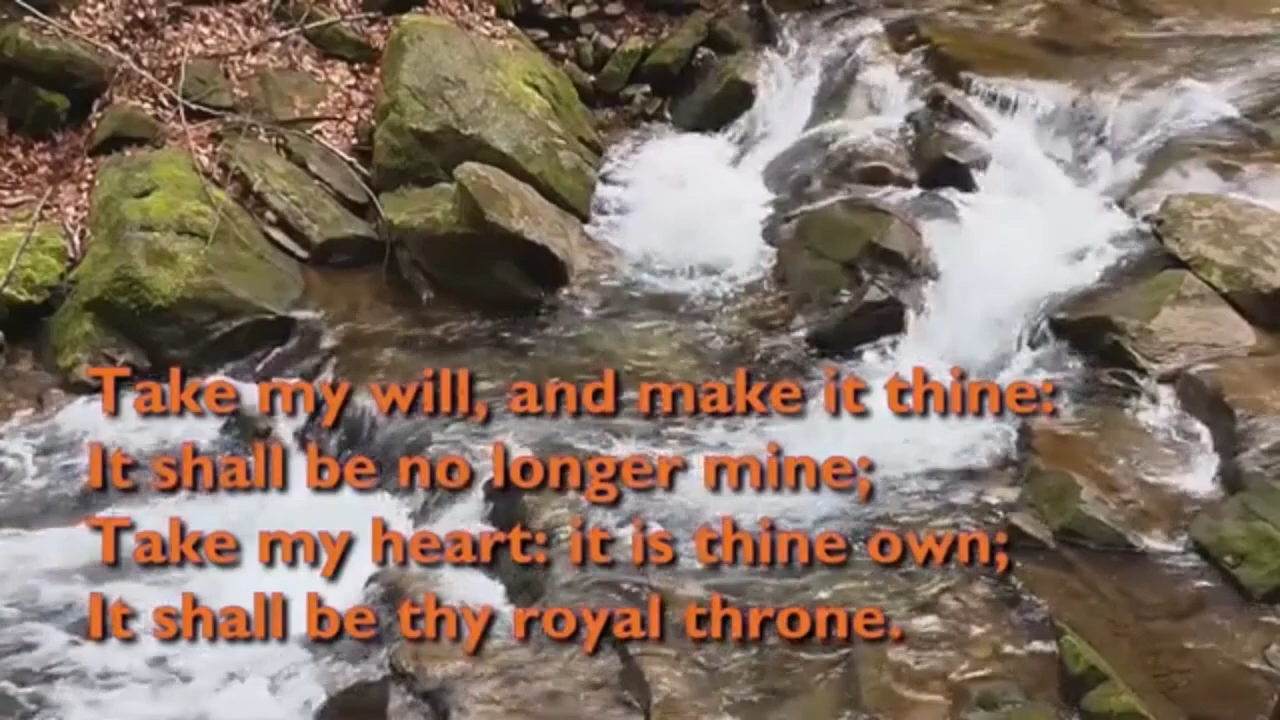 Take my will, and make it thine:
It shall be no longer mine;
Take my heart: it is thine own;
It shall be thy royal throne.